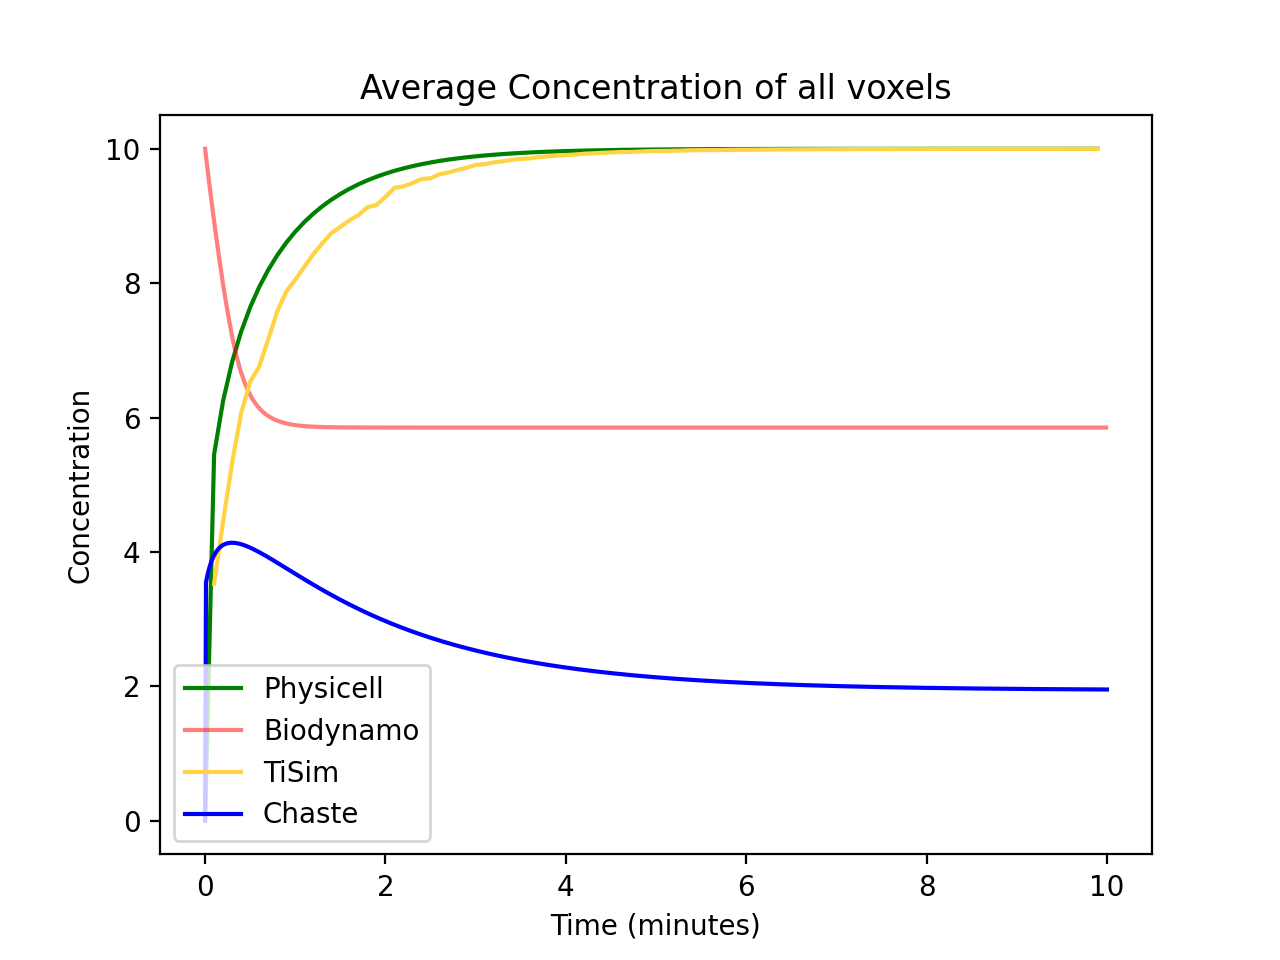 Average Concentration of all voxels
10
8
6
4
2
0
Concentration
Physicell
Biodynamo
TiSim
Chaste
0 2 4 6 8 10
Time (minutes)